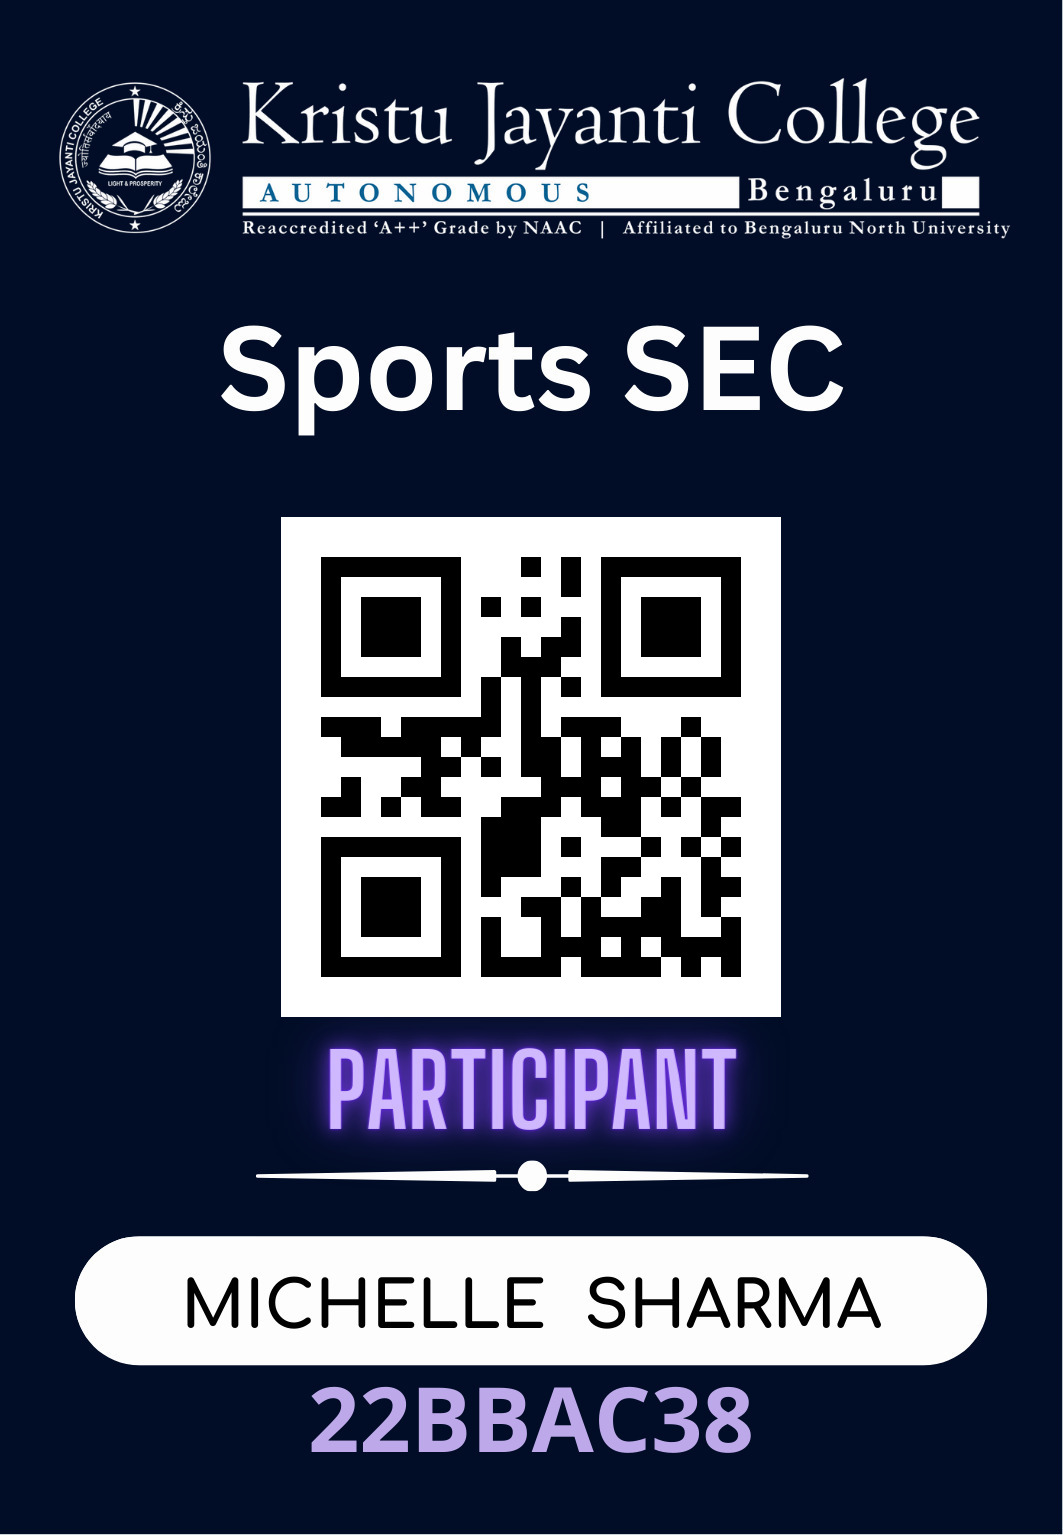 Kristu Jayanti College
AUTONOMOUS Bengaluru
Reaccredited ‘A++’ Grade by NAAC | Affiliated to Bengaluru North University
KRISTU JAYANTI COLLEGE
LIGHT & PROSPERITY
Sports SEC
PARTICIPANT
MICHELLE SHARMA
22BBAC38